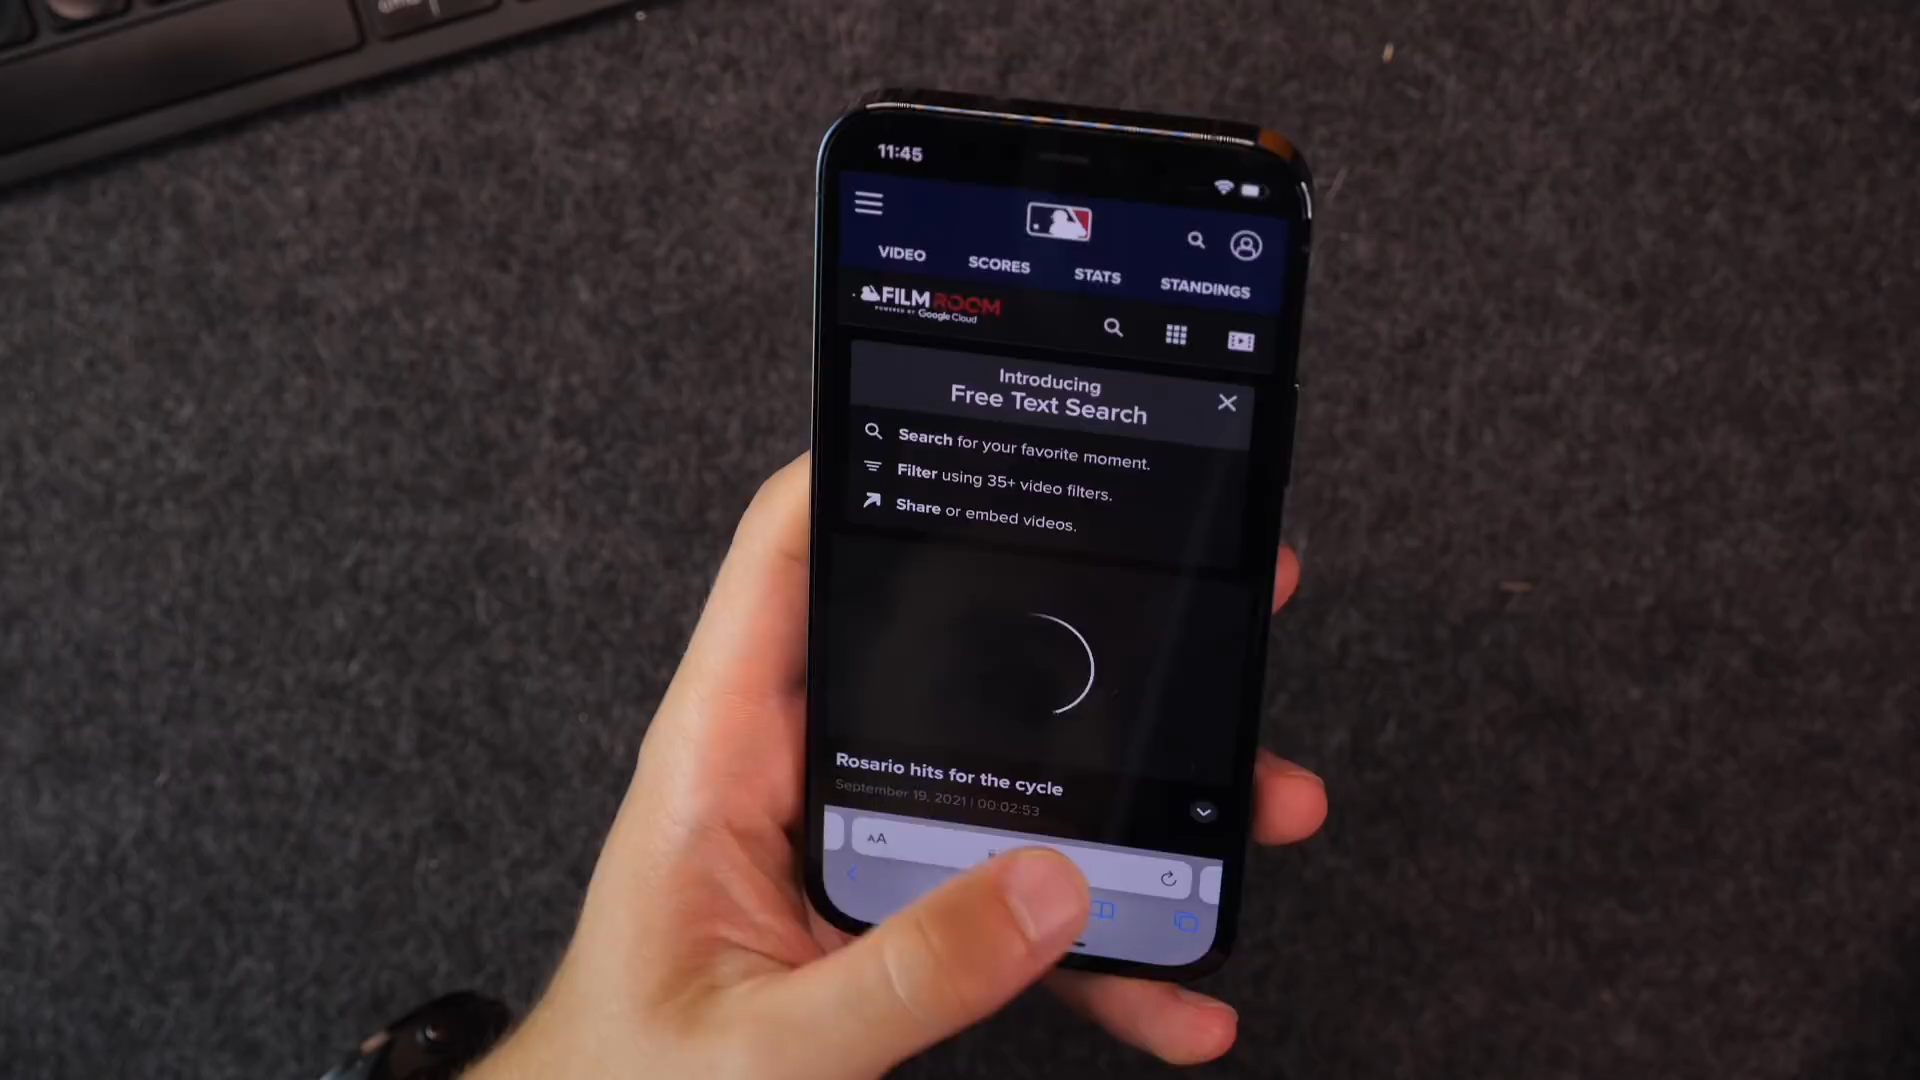 11:45
VIDEO SCORES STATS STANDINGS
FILM ROOM
POWERED BY Google Cloud
Introducing
Free Text Search
Search for your favorite moment.
Filter using 35+ video filters.
Share or embed videos.
Rosario hits for the cycle
September 19, 2021 | 00:02:53
AA